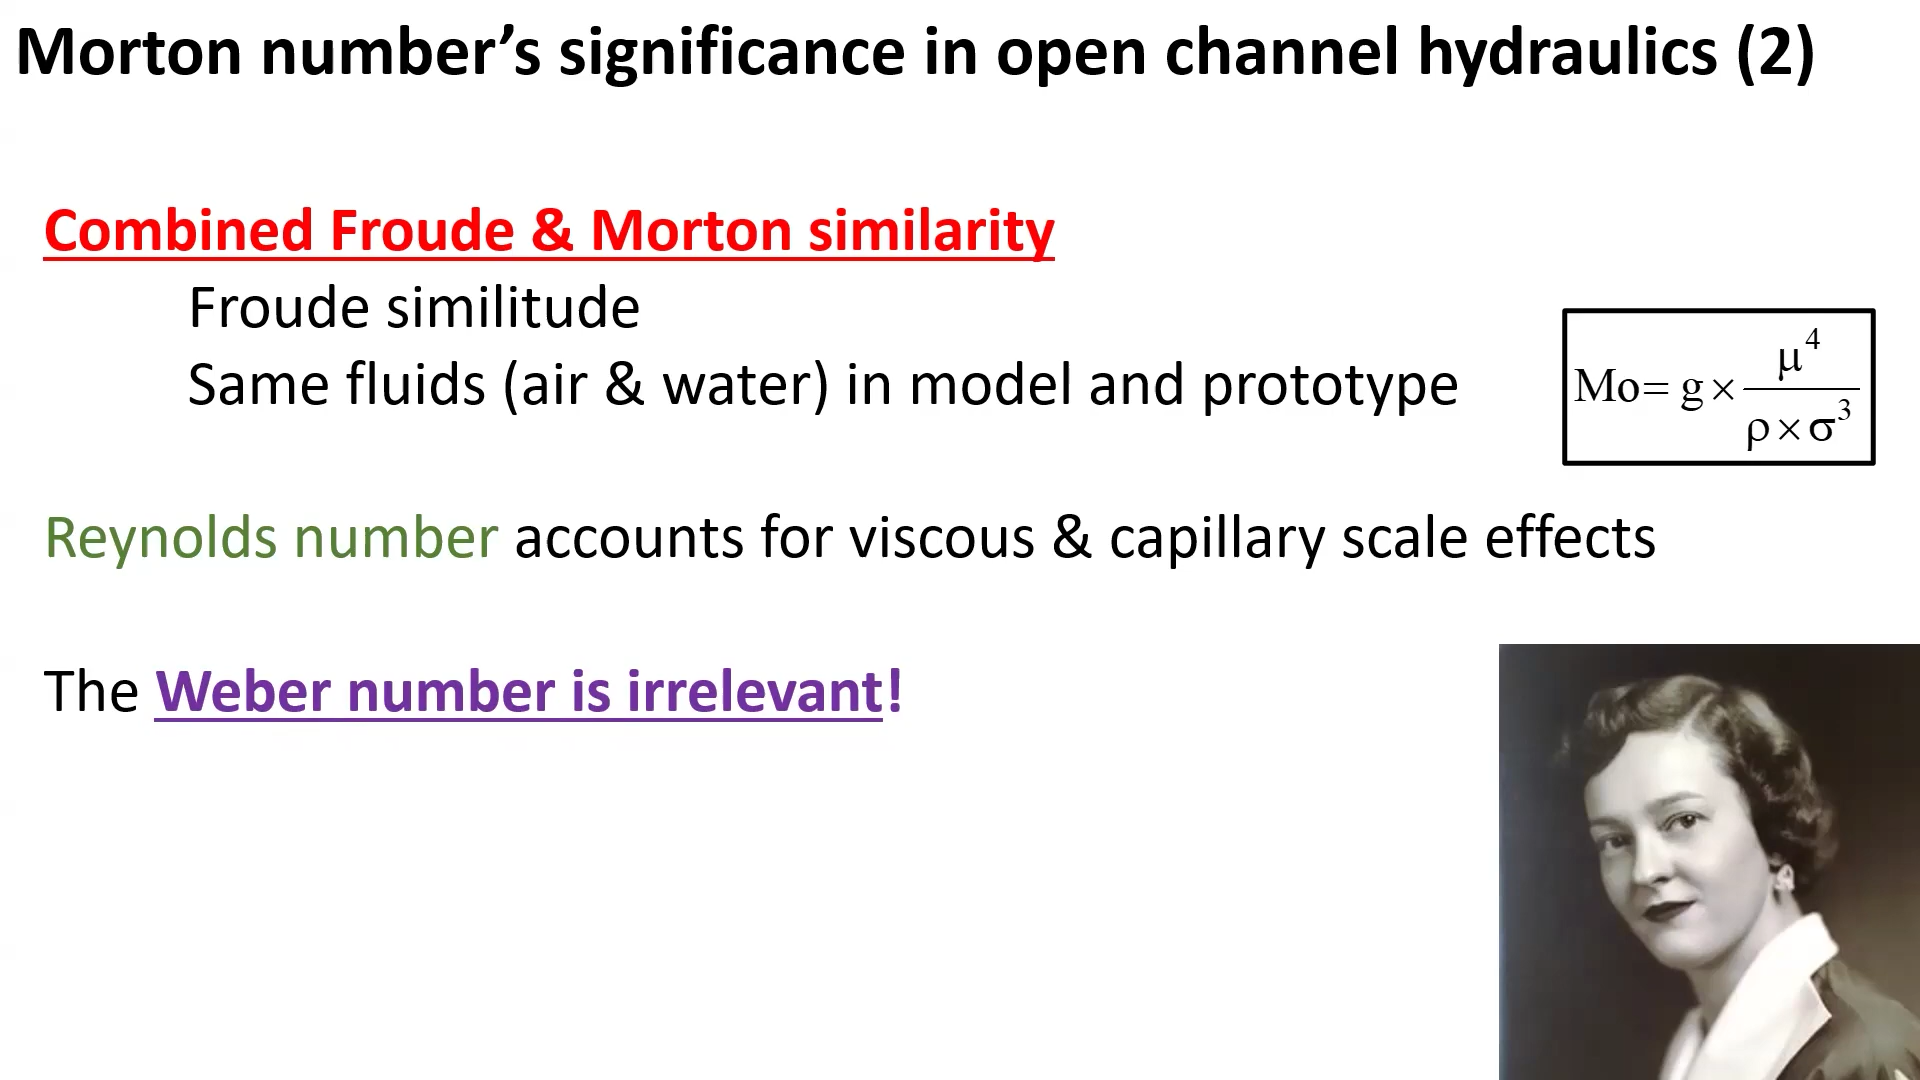 Morton number’s significance in open channel hydraulics (2)
Combined Froude & Morton similarity
Froude similitude
Same fluids (air & water) in model and prototype
Mo= g × μ⁴ / ρ × σ³
Reynolds number accounts for viscous & capillary scale effects
The Weber number is irrelevant!